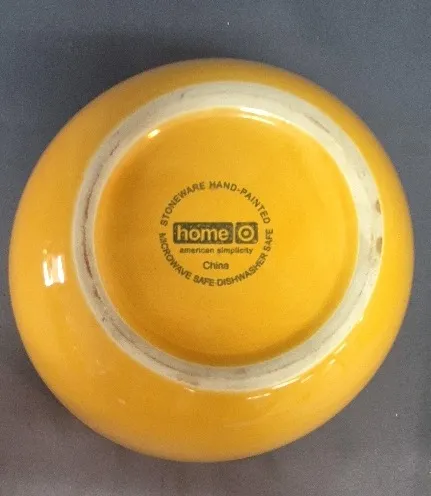 STONEWARE HAND-PAINTED
home
american simplicity
China
MICROWAVE SAFE·DISHWASHER SAFE